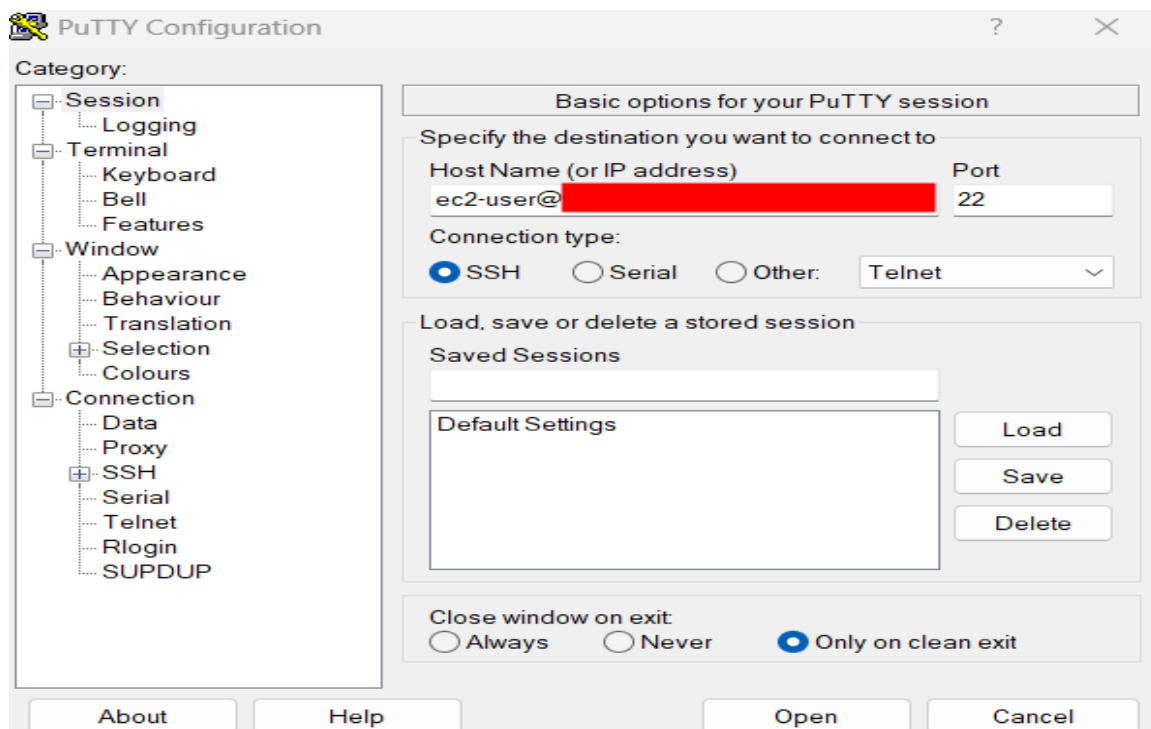 PuTTY Configuration
?
Category:
Session
Logging
Terminal
Keyboard
Bell
Features
Window
Appearance
Behaviour
Translation
Selection
Colours
Connection
Data
Proxy
SSH
Serial
Telnet
Rlogin
SUPDUP
Basic options for your PuTTY session
Specify the destination you want to connect to
Host Name (or IP address) Port
ec2-user@ 22
Connection type:
SSH Serial Other: Telnet
Load, save or delete a stored session
Saved Sessions
Default Settings
Load
Save
Delete
Close window on exit:
Always Never Only on clean exit
About Help Open Cancel